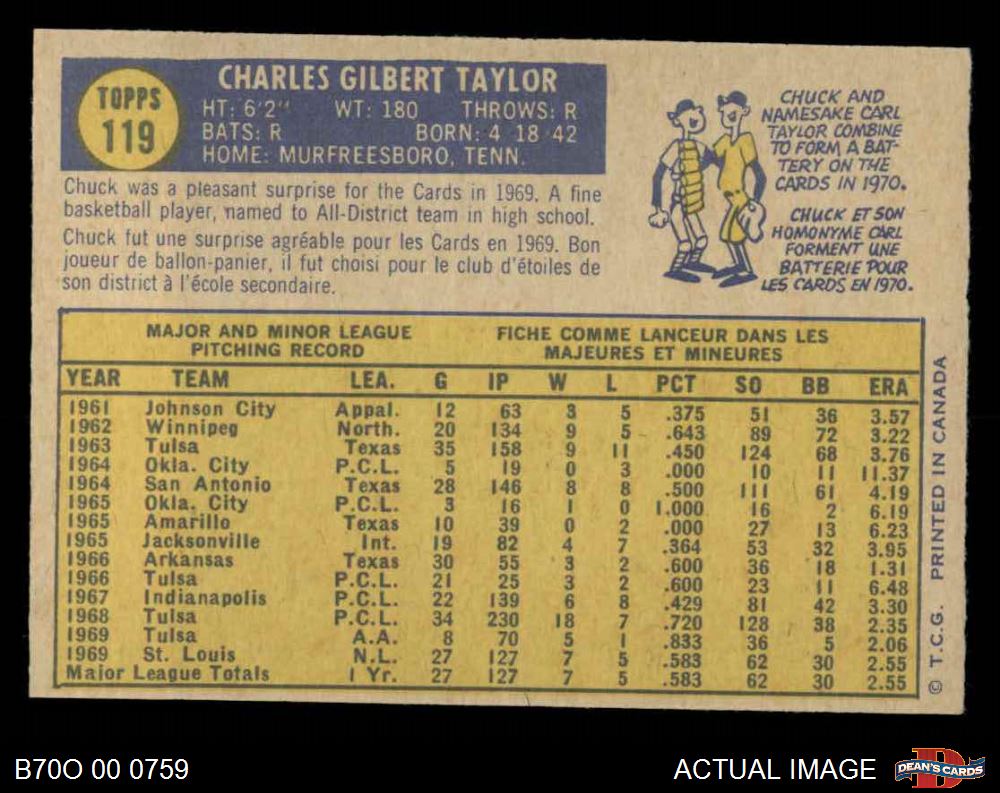 TOPPS
119
CHARLES GILBERT TAYLOR
HT: 6'2" WT: 180 THROWS: R
BATS: R BORN: 4 18 42
HOME: MURFREESBORO, TENN.
Chuck was a pleasant surprise for the Cards in 1969. A fine
basketball player, named to All-District team in high school.
Chuck fut une surprise agréable pour les Cards en 1969. Bon
joueur de ballon-panier, il fut choisi pour le club d'étoiles de
son district à l'école secondaire.
CHUCK AND
NAMESAKE CARL
TAYLOR COMBINE
TO FORM A BAT-
TERY ON THE
CARDS IN 1970.
CHUCK ET SON
HOMONYME CARL
FORMENT UNE
BATTERIE POUR
LES CARDS EN 1970.
MAJOR AND MINOR LEAGUE
PITCHING RECORD
FICHE COMME LANCEUR DANS LES
MAJEURES ET MINEURES
YEAR TEAM LEA. G IP W L PCT SO BB ERA
1961 Johnson City Appal. 12 63 3 5 .375 51 36 3.57
1962 Winnipeg North. 20 134 9 5 .643 89 72 3.22
1963 Tulsa Texas 35 158 9 11 .450 124 68 3.76
1964 Okla. City P.C.L. 5 19 0 3 .000 10 11 11.37
1964 San Antonio Texas 28 146 8 8 .500 111 61 4.19
1965 Okla. City P.C.L. 3 16 1 0 1.000 16 2 6.19
1965 Amarillo Texas 10 39 0 2 .000 27 13 6.23
1965 Jacksonville Int. 19 82 4 7 .364 53 32 3.95
1966 Arkansas Texas 30 55 3 2 .600 36 18 1.31
1966 Tulsa P.C.L. 21 25 3 2 .600 23 11 6.48
1967 Indianapolis P.C.L. 22 139 6 8 .429 81 42 3.30
1968 Tulsa P.C.L. 34 230 18 7 .720 128 38 2.35
1969 Tulsa A.A. 8 70 5 1 .833 36 5 2.06
1969 St. Louis N.L. 27 127 7 5 .583 62 30 2.55
Major League Totals 1 Yr. 27 127 7 5 .583 62 30 2.55
© T.C.G. PRINTED IN CANADA
B70O 00 0759
ACTUAL IMAGE
DEAN'S CARDS